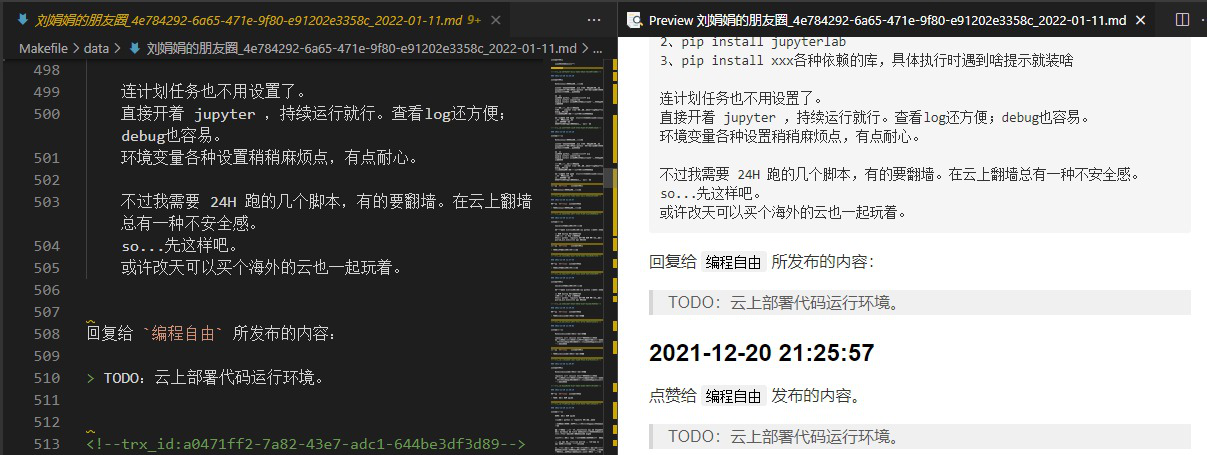 刘娟娟的朋友圈_4e784292-6a65-471e-9f80-e91202e3358c_2022-01-11.md 9+
Makefile > data > 刘娟娟的朋友圈_4e784292-6a65-471e-9f80-e91202e3358c_2022-01-11.md > ...
498
499 连计划任务也不用设置了。
500 直接开着 jupyter ，持续运行就行。查看log还方便；
debug也容易。
501 环境变量各种设置稍稍麻烦点，有点耐心。
502
503 不过我需要 24H 跑的几个脚本，有的要翻墙。在云上翻墙
总有一种不安全感。
504 so...先这样吧。
505 或许改天可以买个海外的云也一起玩着。
506
507
508 回复给 `编程自由` 所发布的内容：
509
510 > TODO：云上部署代码运行环境。
511
512
513 <!--trx_id:a0471ff2-7a82-43e7-adc1-644be3df3d89-->
Preview 刘娟娟的朋友圈_4e784292-6a65-471e-9f80-e91202e3358c_2022-01-11.md
2、pip install jupyterlab
3、pip install xxx各种依赖的库，具体执行时遇到啥提示就装啥
连计划任务也不用设置了。
直接开着 jupyter ，持续运行就行。查看log还方便；debug也容易。
环境变量各种设置稍稍麻烦点，有点耐心。
不过我需要 24H 跑的几个脚本，有的要翻墙。在云上翻墙总有一种不安全感。
so...先这样吧。
或许改天可以买个海外的云也一起玩着。
回复给 编程自由 所发布的内容：
TODO：云上部署代码运行环境。
2021-12-20 21:25:57
点赞给 编程自由 发布的内容。
TODO：云上部署代码运行环境。